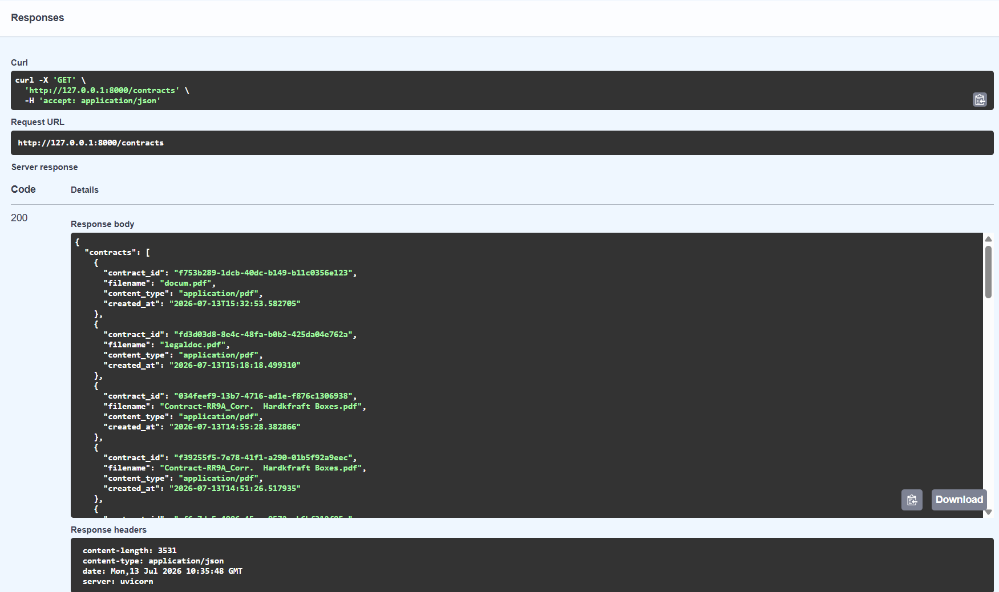 Responses
Curl
curl -X 'GET' \
  'http://127.0.0.1:8000/contracts' \
  -H 'accept: application/json'
Request URL
http://127.0.0.1:8000/contracts
Server response
Code Details
200
Response body
{
  "contracts": [
    {
      "contract_id": "f753b289-1dcb-40dc-b149-b11c0356e123",
      "filename": "docum.pdf",
      "content_type": "application/pdf",
      "created_at": "2026-07-13T15:32:53.582705"
    },
    {
      "contract_id": "fd3d03d8-8e4c-48fa-b0b2-425da04e762a",
      "filename": "legaldoc.pdf",
      "content_type": "application/pdf",
      "created_at": "2026-07-13T15:18:18.499310"
    },
    {
      "contract_id": "034feef9-13b7-4716-ad1e-f876c1306938",
      "filename": "Contract-RR9A_Corr.  Hardkfraft Boxes.pdf",
      "content_type": "application/pdf",
      "created_at": "2026-07-13T14:55:28.382866"
    },
    {
      "contract_id": "f39255f5-7e78-41f1-a290-01b5f92a9eec",
      "filename": "Contract-RR9A_Corr.  Hardkfraft Boxes.pdf",
      "content_type": "application/pdf",
      "created_at": "2026-07-13T14:51:26.517935"
    },
    {
Download
Response headers
content-length: 3531
content-type: application/json
date: Mon,13 Jul 2026 10:35:48 GMT
server: uvicorn